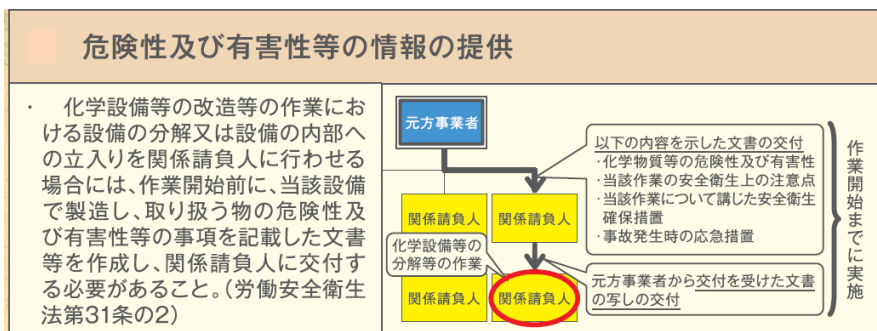 危険性及び有害性等の情報の提供
・ 化学設備等の改造等の作業にお
ける設備の分解又は設備の内部へ
の立入りを関係請負人に行わせる
場合には、作業開始前に、当該設備
で製造し、取り扱う物の危険性及
び有害性等の事項を記載した文書
等を作成し、関係請負人に交付す
る必要があること。(労働安全衛生
法第31条の2)
元方事業者
以下の内容を示した文書の交付
・化学物質等の危険性及び有害性
・当該作業の安全衛生上の注意点
・当該作業について講じた安全衛生
確保措置
・事故発生時の応急措置
関係請負人
関係請負人
化学設備等の
分解等の作業
関係請負人
関係請負人
元方事業者から交付を受けた文書
の写しの交付
作業開始までに実施